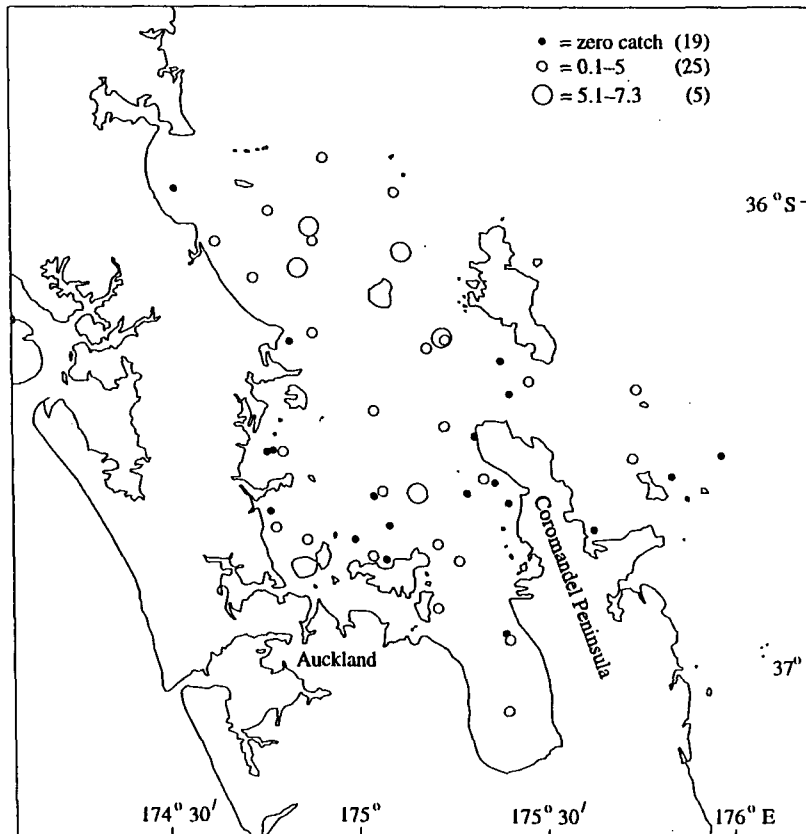 • = zero catch (19)
○ = 0.1–5 (25)
◯ = 5.1–7.3 (5)
36° S
Coromandel Peninsula
Auckland
37°
174° 30′
175°
175° 30′
176° E